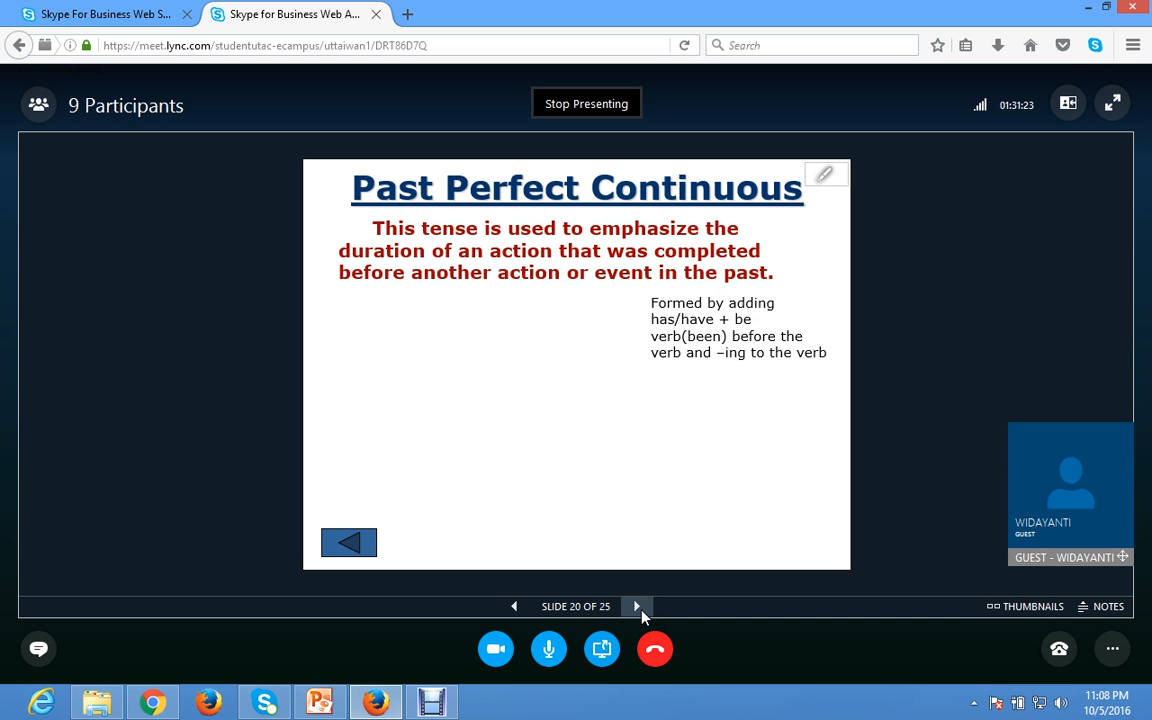 Skype For Business Web S...
Skype for Business Web A...
https://meet.lync.com/studentutac-ecampus/uttaiwan1/DRT86D7Q
Search
9 Participants
Stop Presenting
01:31:23
Past Perfect Continuous
This tense is used to emphasize the
duration of an action that was completed
before another action or event in the past.
Formed by adding
has/have + be
verb(been) before the
verb and –ing to the verb
WIDAYANTI
GUEST
GUEST - WIDAYANTI
SLIDE 20 OF 25
THUMBNAILS
NOTES
11:08 PM
10/5/2016